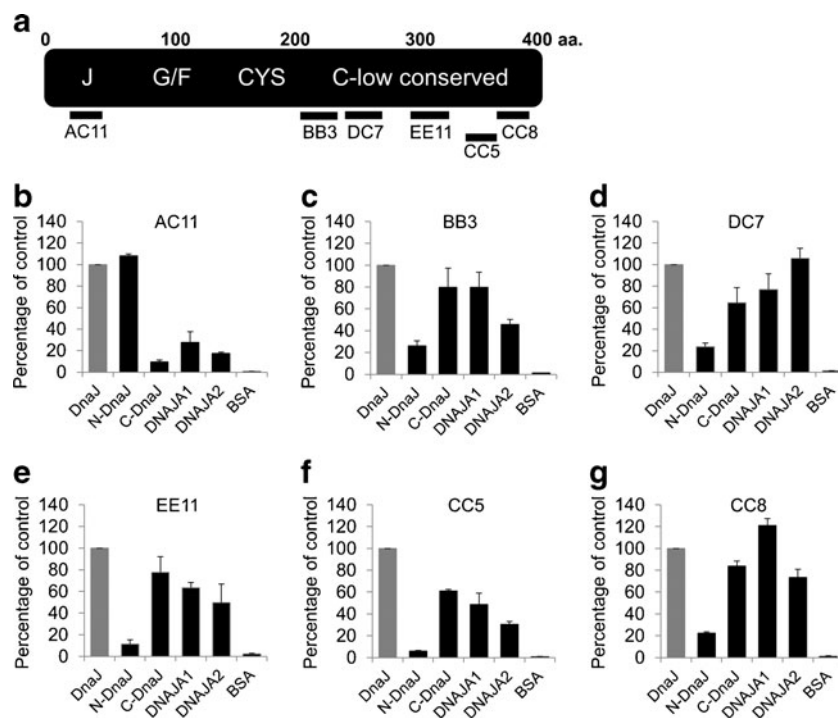 a
0 100 200 300 400 aa.
J G/F CYS C-low conserved
AC11 BB3 DC7 EE11 CC5 CC8
b
AC11
Percentage of control
140
120
100
80
60
40
20
0
DnaJ N-DnaJ C-DnaJ DNAJA1 DNAJA2 BSA
c
BB3
Percentage of control
140
120
100
80
60
40
20
0
DnaJ N-DnaJ C-DnaJ DNAJA1 DNAJA2 BSA
d
DC7
Percentage of control
140
120
100
80
60
40
20
0
DnaJ N-DnaJ C-DnaJ DNAJA1 DNAJA2 BSA
e
EE11
Percentage of control
140
120
100
80
60
40
20
0
DnaJ N-DnaJ C-DnaJ DNAJA1 DNAJA2 BSA
f
CC5
Percentage of control
140
120
100
80
60
40
20
0
DnaJ N-DnaJ C-DnaJ DNAJA1 DNAJA2 BSA
g
CC8
Percentage of control
140
120
100
80
60
40
20
0
DnaJ N-DnaJ C-DnaJ DNAJA1 DNAJA2 BSA